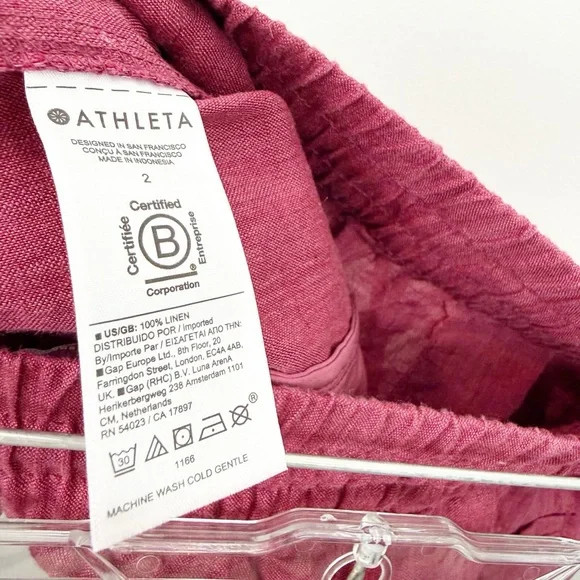 ATHLETA
DESIGNED IN SAN FRANCISCO
CONÇU À SAN FRANCISCO
MADE IN INDONESIA
2
Certified
Certifiée
B
®
Entreprise
Corporation
■ US/GB: 100% LINEN
DISTRIBUIDO POR / Imported
By/Importe Par / ΕΙΣΑΓΕΤΑΙ ΑΠΟ ΤΗΝ:
■ Gap Europe Ltd., 8th Floor, 20
Farringdon Street, London, EC4A 4AB,
UK, ■ Gap (RHC) B.V. Luna ArenA
Herikerbergweg 238 Amsterdam 1101
CM, Netherlands
RN 54023 / CA 17897
30
1166
MACHINE WASH COLD GENTLE